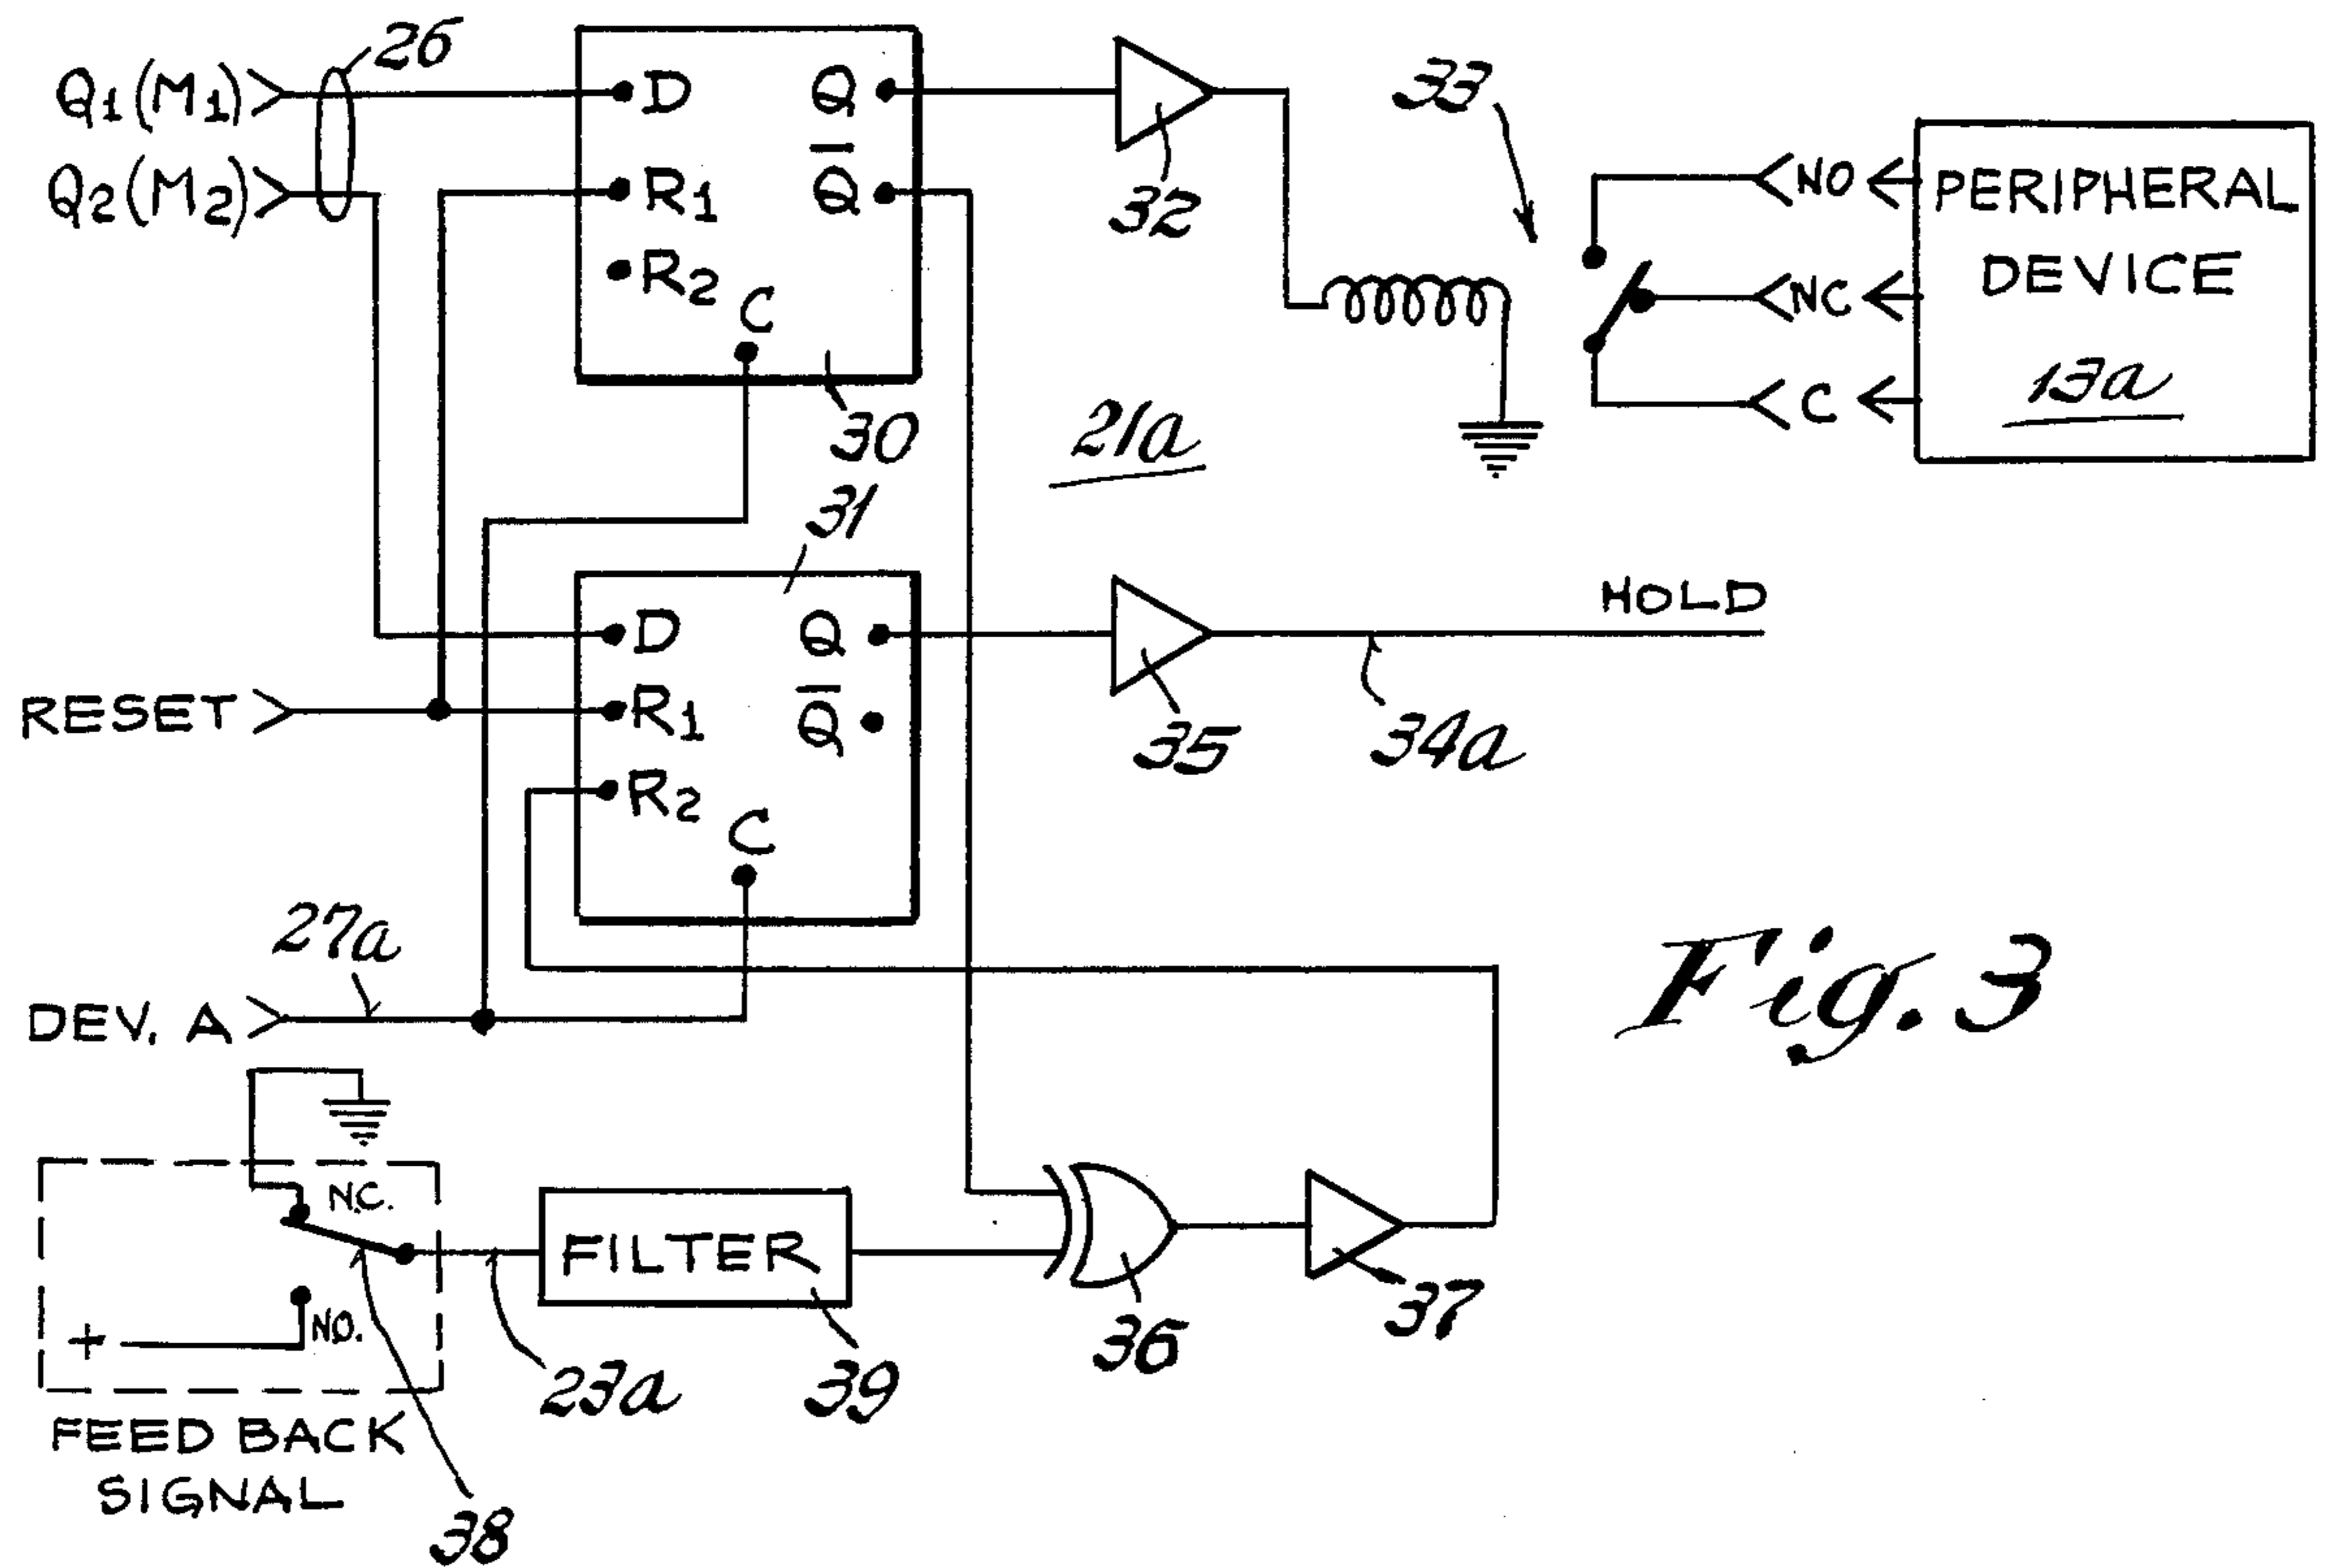 26
Q1(M1)
Q2(M2)
D
Q
R1
Q̅
R2
C
30
32
33
NO
NC
C
PERIPHERAL
DEVICE
13a
21a
31
D
Q
R1
Q̅
R2
C
35
HOLD
34a
RESET
27a
DEV. A
Fig. 3
N.C.
+
NO.
FILTER
23a
39
36
37
FEED BACK
SIGNAL
38